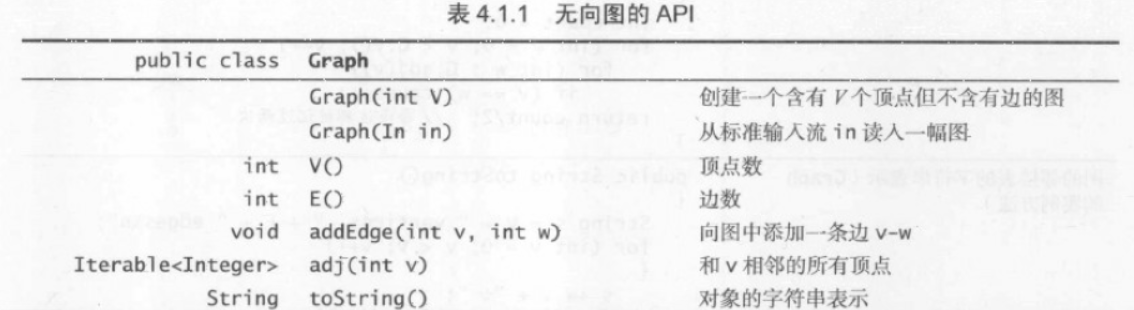 表 4.1.1 无向图的 API
public class Graph
Graph(int V) 创建一个含有 V 个顶点但不含有边的图
Graph(In in) 从标准输入流 in 读入一幅图
int V() 顶点数
int E() 边数
void addEdge(int v, int w) 向图中添加一条边 v-w
Iterable<Integer> adj(int v) 和 v 相邻的所有顶点
String toString() 对象的字符串表示